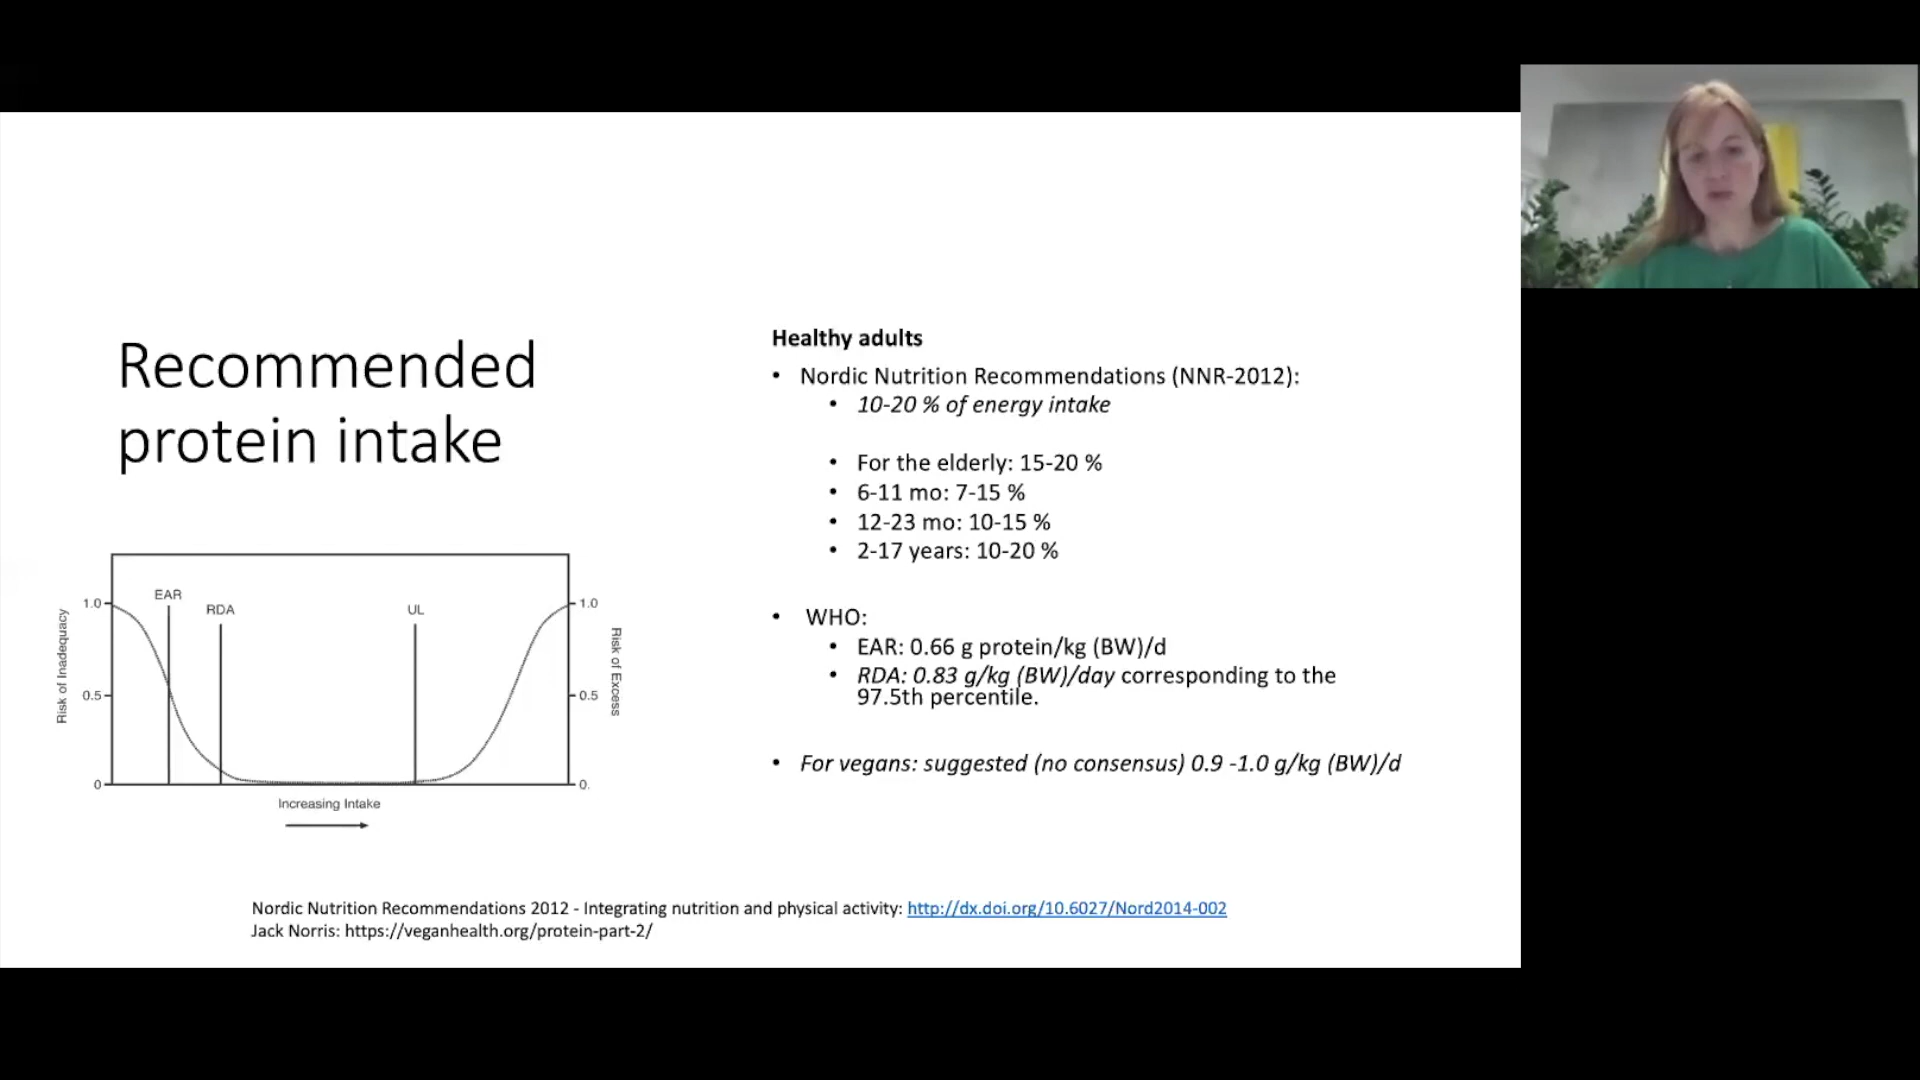 Recommended
protein intake
Healthy adults
• Nordic Nutrition Recommendations (NNR-2012):
• 10-20 % of energy intake
• For the elderly: 15-20 %
• 6-11 mo: 7-15 %
• 12-23 mo: 10-15 %
• 2-17 years: 10-20 %
• WHO:
• EAR: 0.66 g protein/kg (BW)/d
• RDA: 0.83 g/kg (BW)/day corresponding to the
97.5th percentile.
• For vegans: suggested (no consensus) 0.9 -1.0 g/kg (BW)/d
EAR
RDA
UL
1.0
0.5
0
1.0
0.5
0.
Risk of Inadequacy
Risk of Excess
Increasing Intake
Nordic Nutrition Recommendations 2012 - Integrating nutrition and physical activity: http://dx.doi.org/10.6027/Nord2014-002
Jack Norris: https://veganhealth.org/protein-part-2/